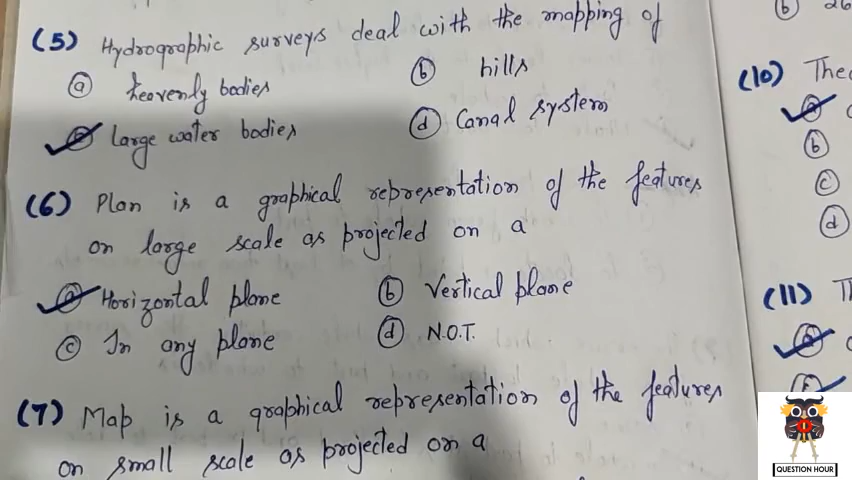 (5) Hydrographic surveys deal with the mapping of
(a) heavenly bodies (b) hills
(c) large water bodies (d) Canal system
(6) Plan is a graphical representation of the features
on large scale as projected on a
(a) Horizontal plane (b) Vertical plane
(c) In any plane (d) N.O.T.
(7) Map is a graphical representation of the features
on small scale as projected on a
(b) 26
(10)
(a)
(b)
(c)
(d)
(11)
QUESTION HOUR